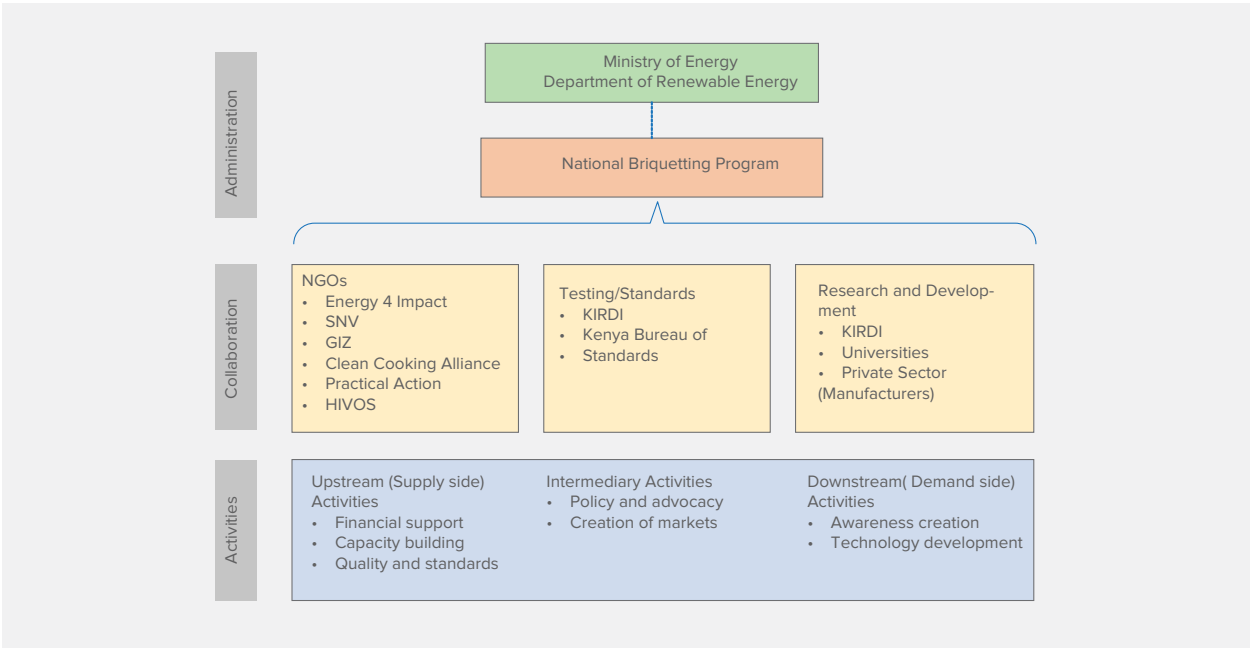 Administration
Ministry of Energy
Department of Renewable Energy
National Briquetting Program
Collaboration
NGOs
• Energy 4 Impact
• SNV
• GIZ
• Clean Cooking Alliance
• Practical Action
• HIVOS
Testing/Standards
• KIRDI
• Kenya Bureau of
• Standards
Research and Develop-
ment
• KIRDI
• Universities
• Private Sector
(Manufacturers)
Activities
Upstream (Supply side)
Activities
• Financial support
• Capacity building
• Quality and standards
Intermediary Activities
• Policy and advocacy
• Creation of markets
Downstream( Demand side)
Activities
• Awareness creation
• Technology development